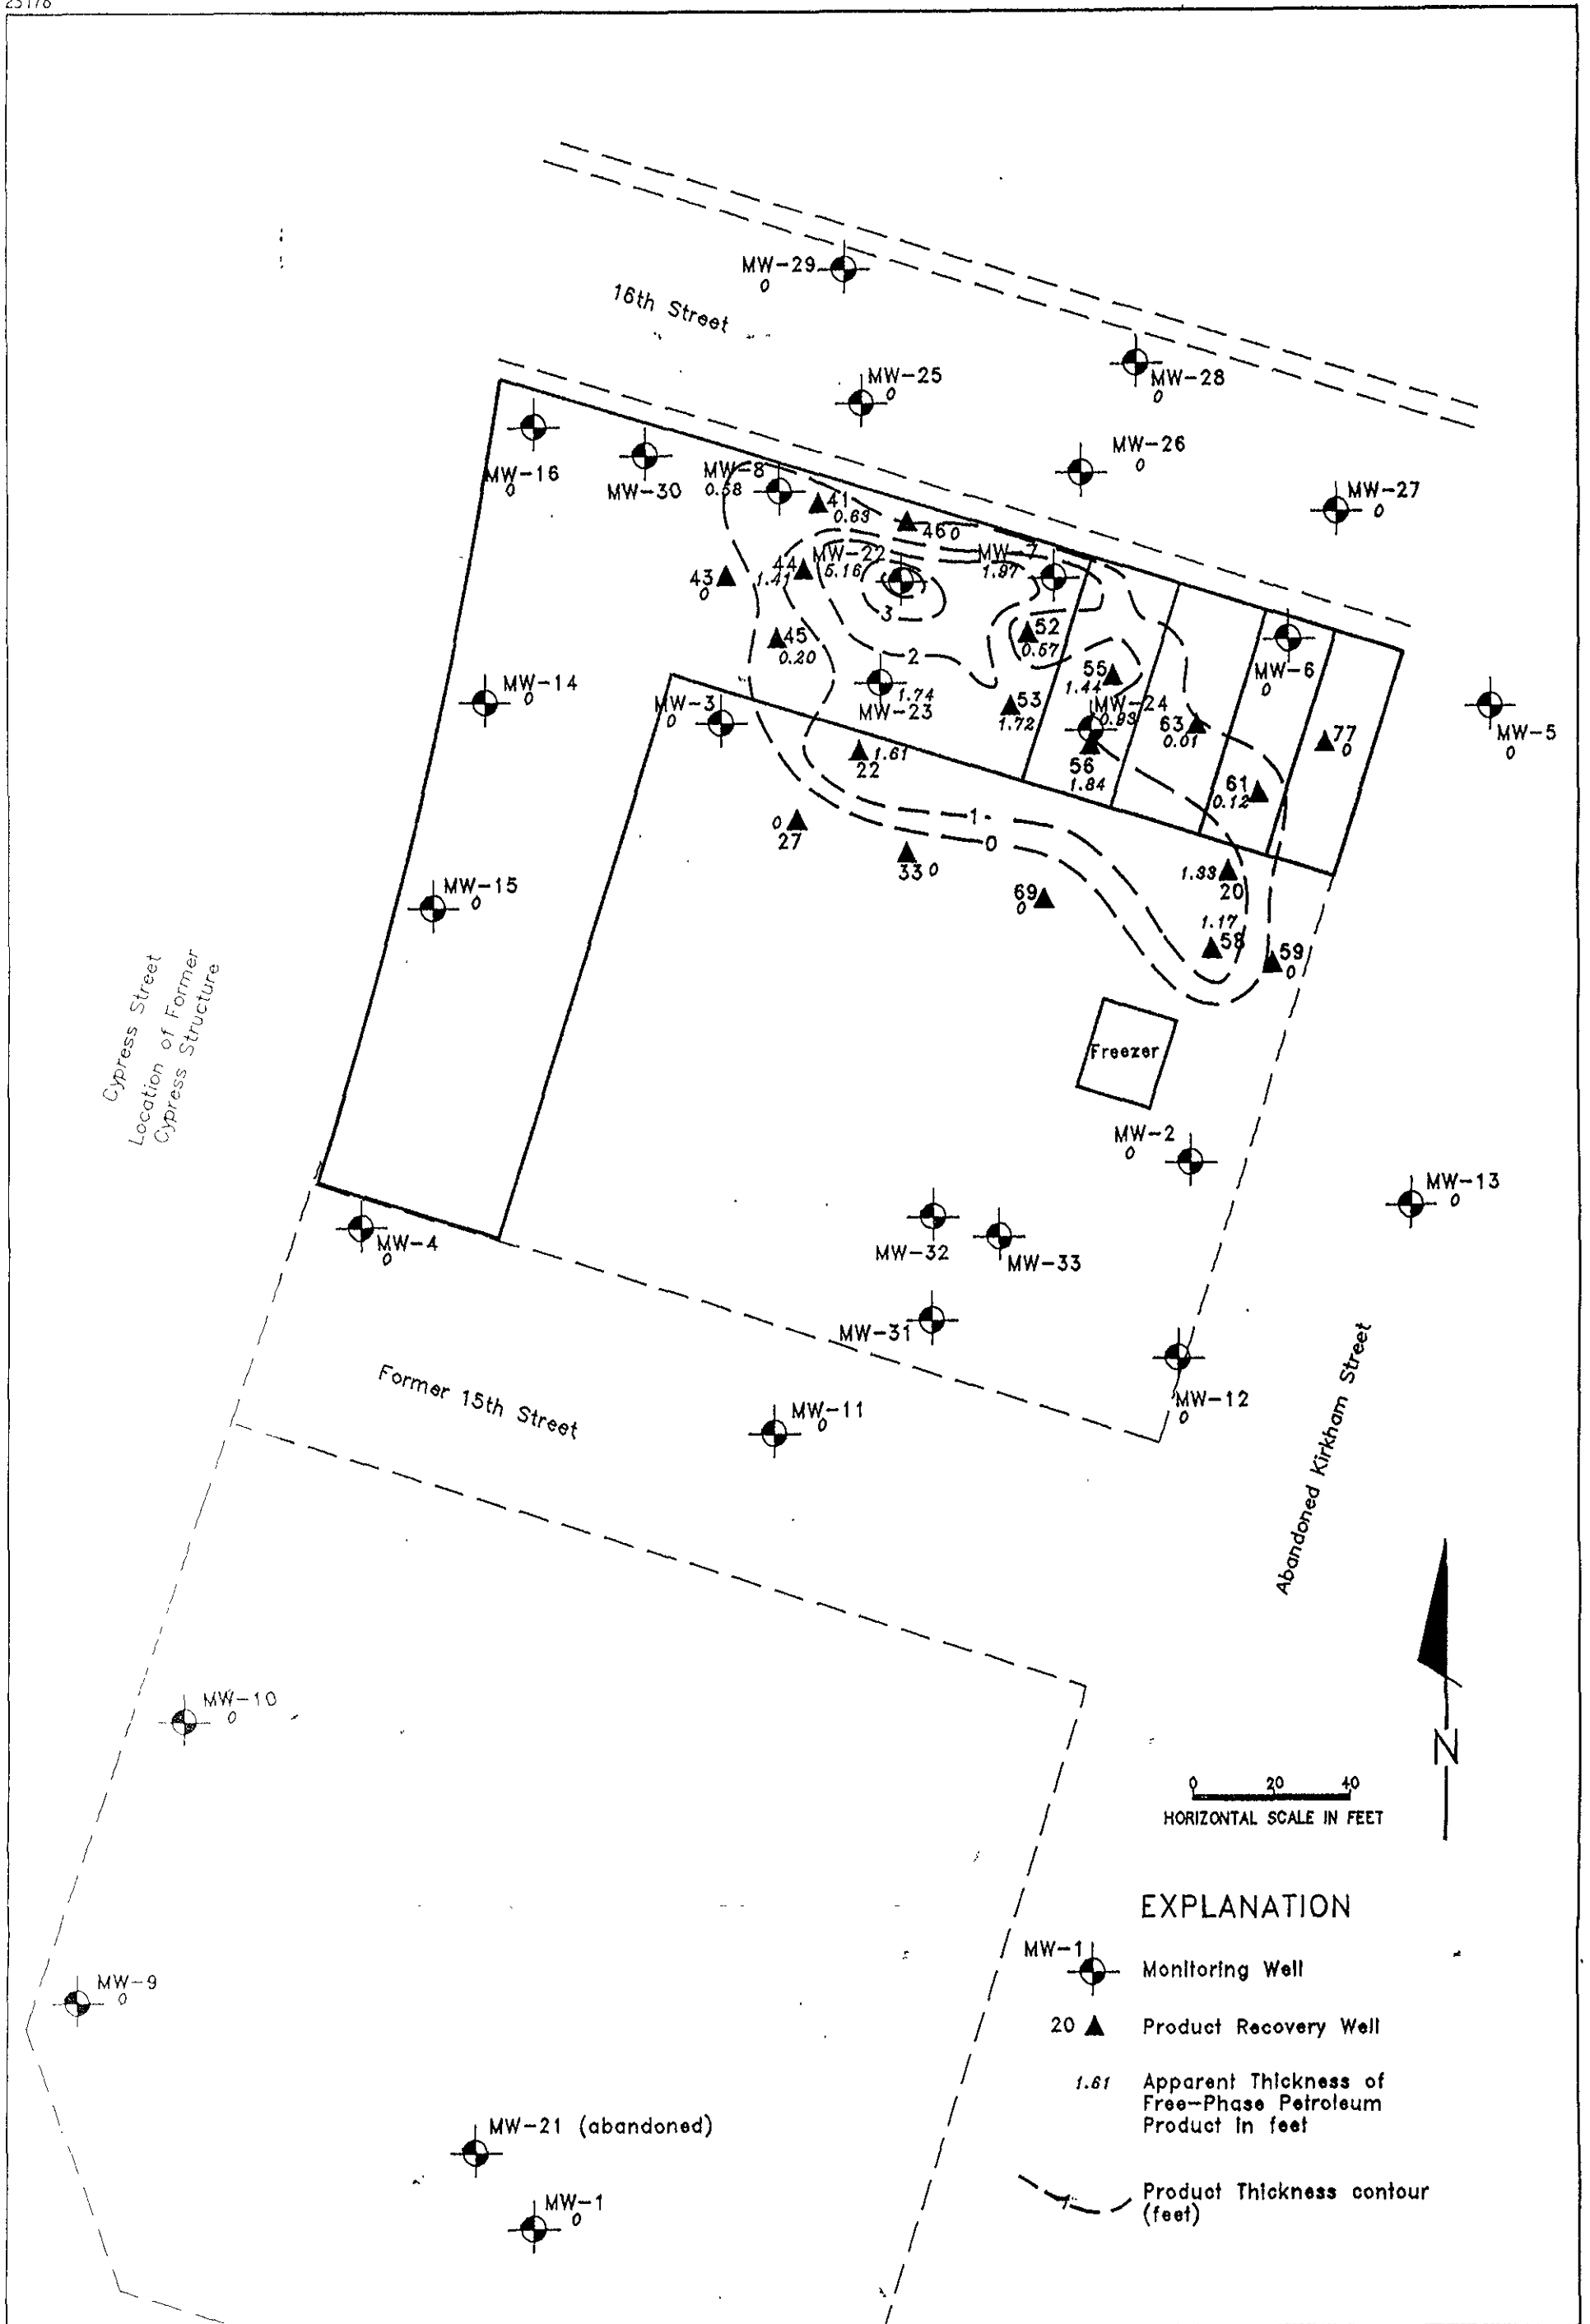 25178
MW-29
0
16th Street
MW-25
0
MW-28
0
MW-26
0
MW-27
0
MW-16
0
MW-30
MW-8
0.58
41
0.63
46 0
MW-7
1.97
MW-22
5.16
44
1.41
43
0
3
45
0.20
2
52
0.57
55
1.44
MW-6
0
MW-14
0
MW-3
0
1.74
MW-23
53
1.72
MW-24
0.93
63
0.01
77
0
MW-5
0
1.61
22
56
1.84
61
0.12
0
27
1
0
33 0
69
0
1.33
20
1.17
58
59
0
MW-15
0
Cypress Street
Location of Former
Cypress Structure
Freezer
MW-2
0
MW-13
0
MW-4
0
MW-32
MW-33
MW-31
MW-12
0
Former 15th Street
MW-11
0
Abandoned Kirkham Street
MW-10
0
N
0 20 40
HORIZONTAL SCALE IN FEET
EXPLANATION
MW-1
Monitoring Well
20
Product Recovery Well
1.61
Apparent Thickness of
Free-Phase Petroleum
Product in feet
1
Product Thickness contour
(feet)
MW-9
0
MW-21 (abandoned)
MW-1
0